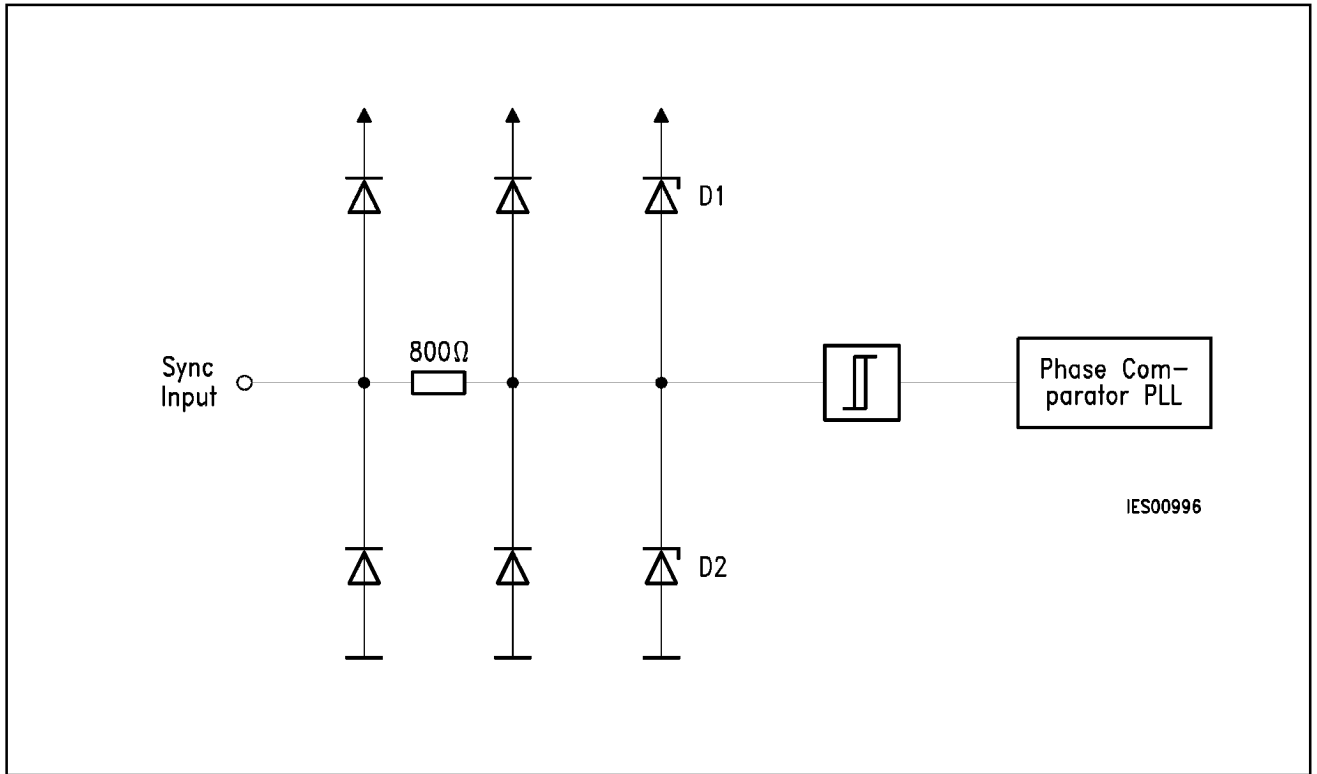 D1
800Ω
Sync
Input
Phase Com–
parator PLL
IES00996
D2